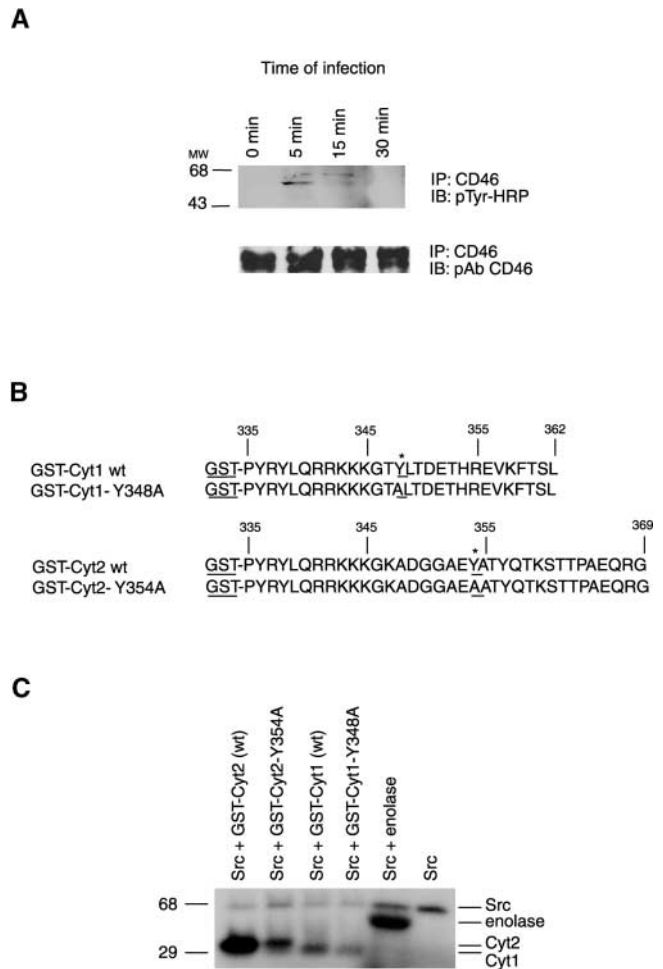 A
Time of infection
0 min
5 min
15 min
30 min
MW
68
43
IP: CD46
IB: pTyr-HRP
IP: CD46
IB: pAb CD46
B
335 345 355 362
*
GST-Cyt1 wt GST-PYRYLQRRKKKGTYLTDETHREVKFTSL
GST-Cyt1- Y348A GST-PYRYLQRRKKKGTALTDETHREVKFTSL
335 345 355 369
*
GST-Cyt2 wt GST-PYRYLQRRKKKGKADGGAEYATYQTKSTTPAEQRG
GST-Cyt2- Y354A GST-PYRYLQRRKKKGKADGGAEAATYQTKSTTPAEQRG
C
Src + GST-Cyt2 (wt)
Src + GST-Cyt2-Y354A
Src + GST-Cyt1 (wt)
Src + GST-Cyt1-Y348A
Src + enolase
Src
68
29
Src
enolase
Cyt2
Cyt1